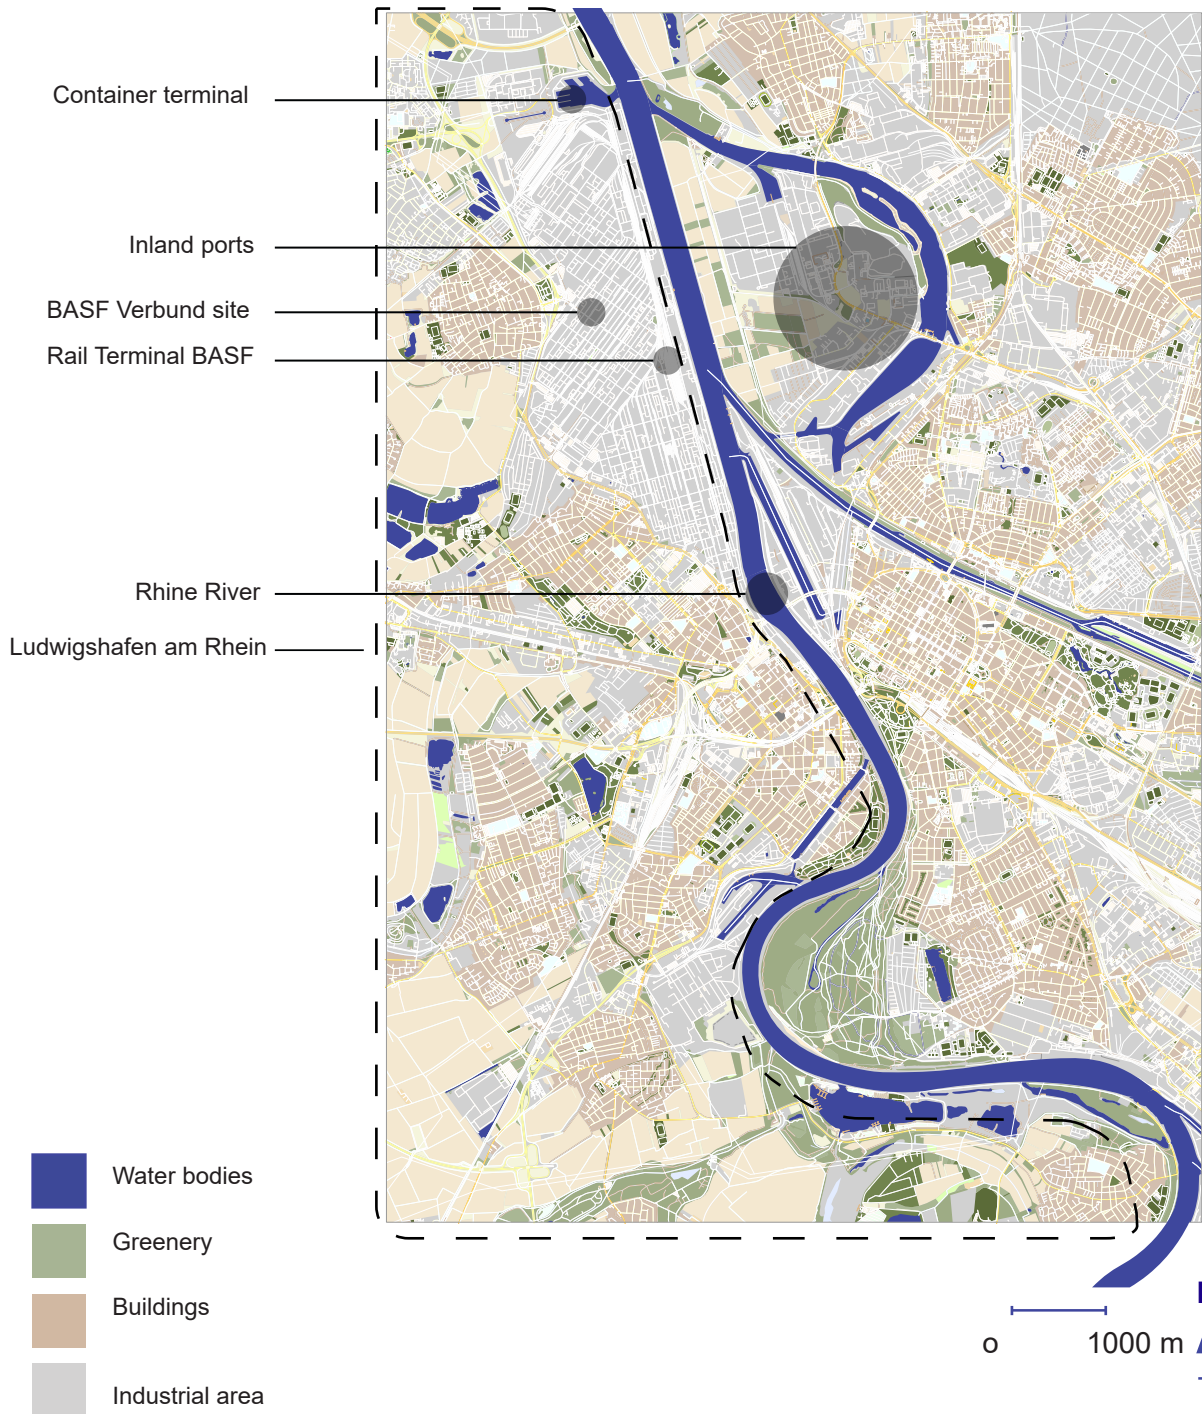 Container terminal
Inland ports
BASF Verbund site
Rail Terminal BASF
Rhine River
Ludwigshafen am Rhein
Water bodies
Greenery
Buildings
Industrial area
o 1000 m